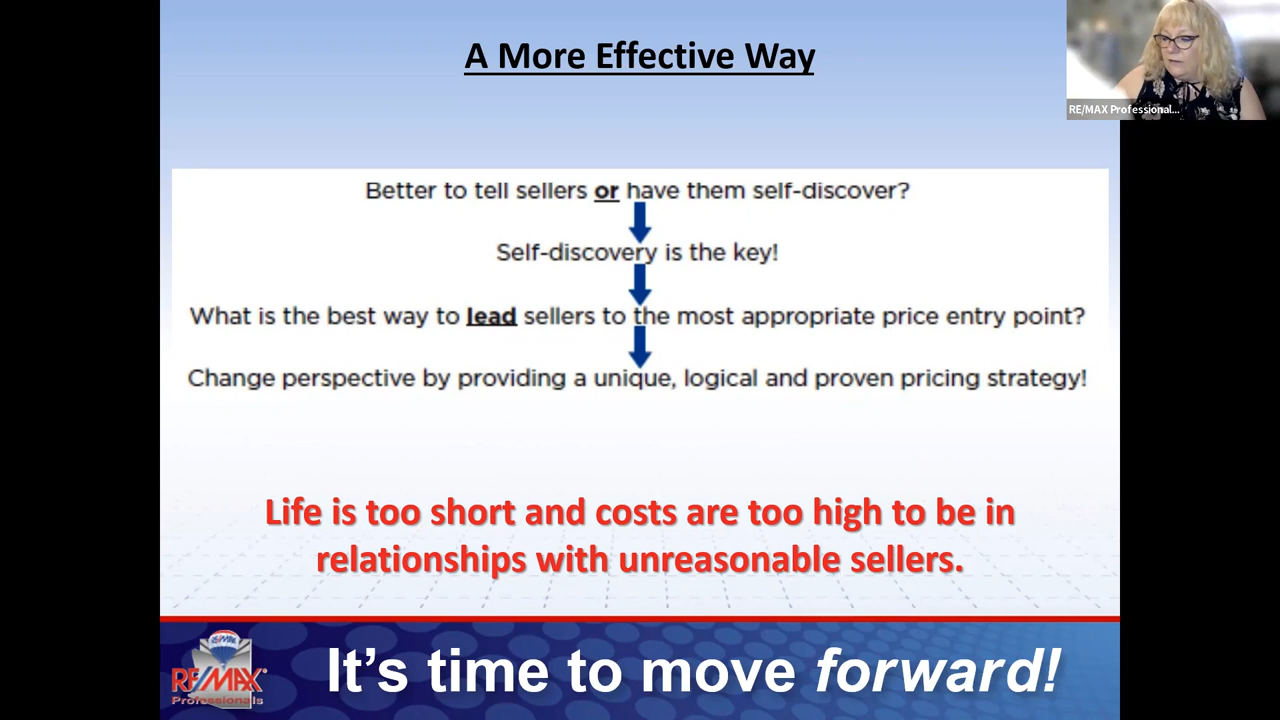 A More Effective Way
RE/MAX Professional...
Better to tell sellers or have them self-discover?
Self-discovery is the key!
What is the best way to lead sellers to the most appropriate price entry point?
Change perspective by providing a unique, logical and proven pricing strategy!
Life is too short and costs are too high to be in
relationships with unreasonable sellers.
RE/MAX
RE/MAX®
Professionals
It's time to move forward!